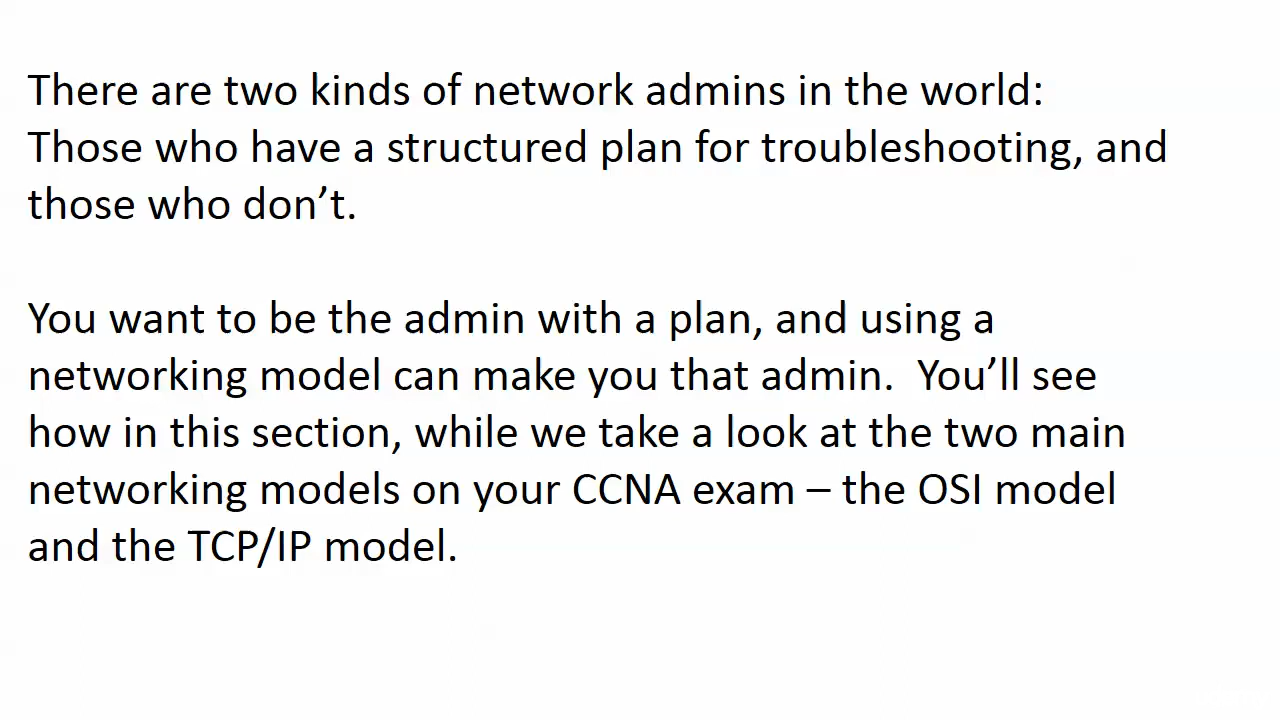 There are two kinds of network admins in the world:
Those who have a structured plan for troubleshooting, and
those who don’t.
You want to be the admin with a plan, and using a
networking model can make you that admin.  You’ll see
how in this section, while we take a look at the two main
networking models on your CCNA exam – the OSI model
and the TCP/IP model.